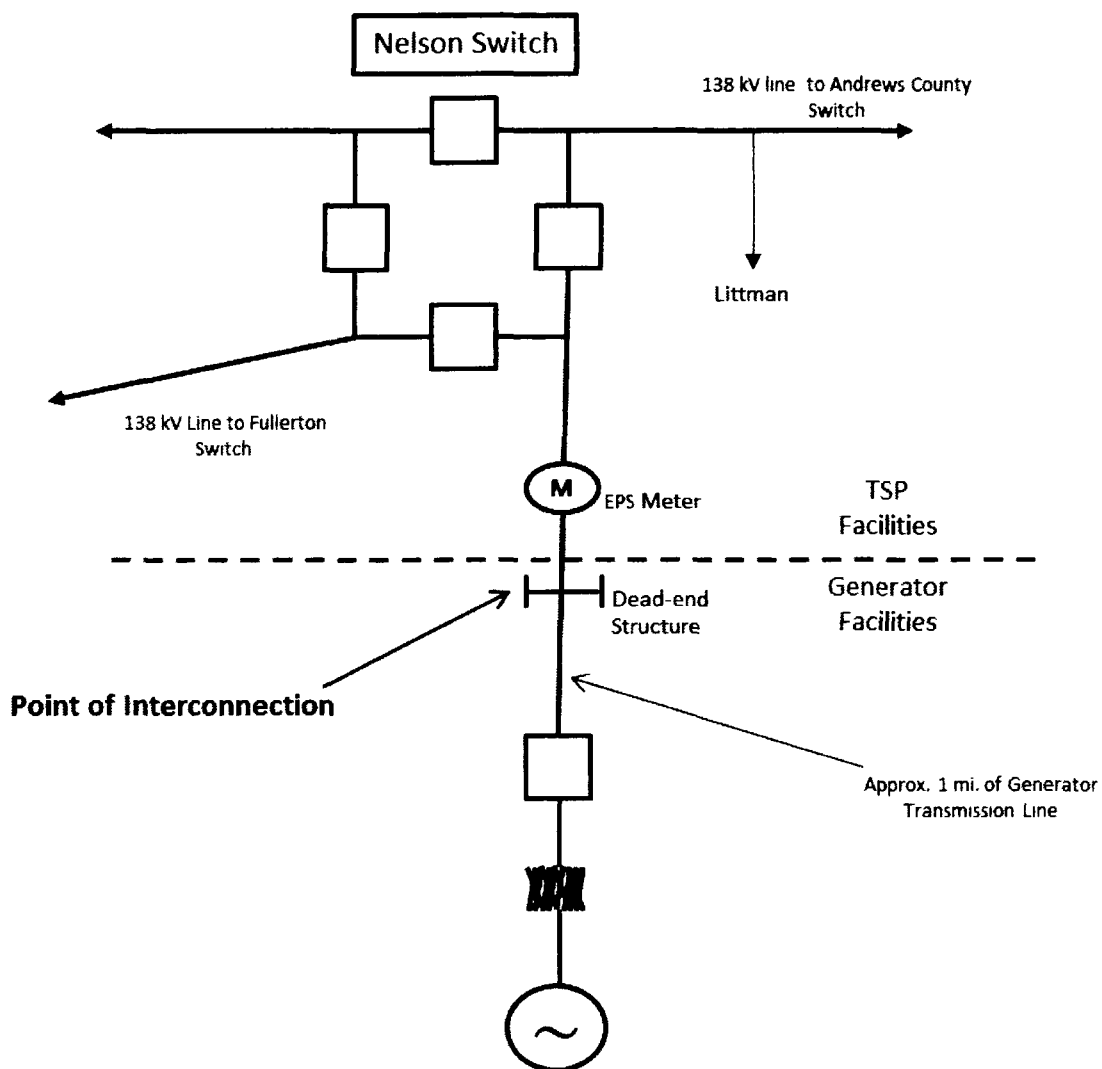 Nelson Switch
138 kV line to Andrews County
Switch
Littman
138 kV Line to Fullerton
Switch
M
EPS Meter
TSP
Facilities
Dead-end
Structure
Generator
Facilities
Point of Interconnection
Approx. 1 mi. of Generator
Transmission Line
~